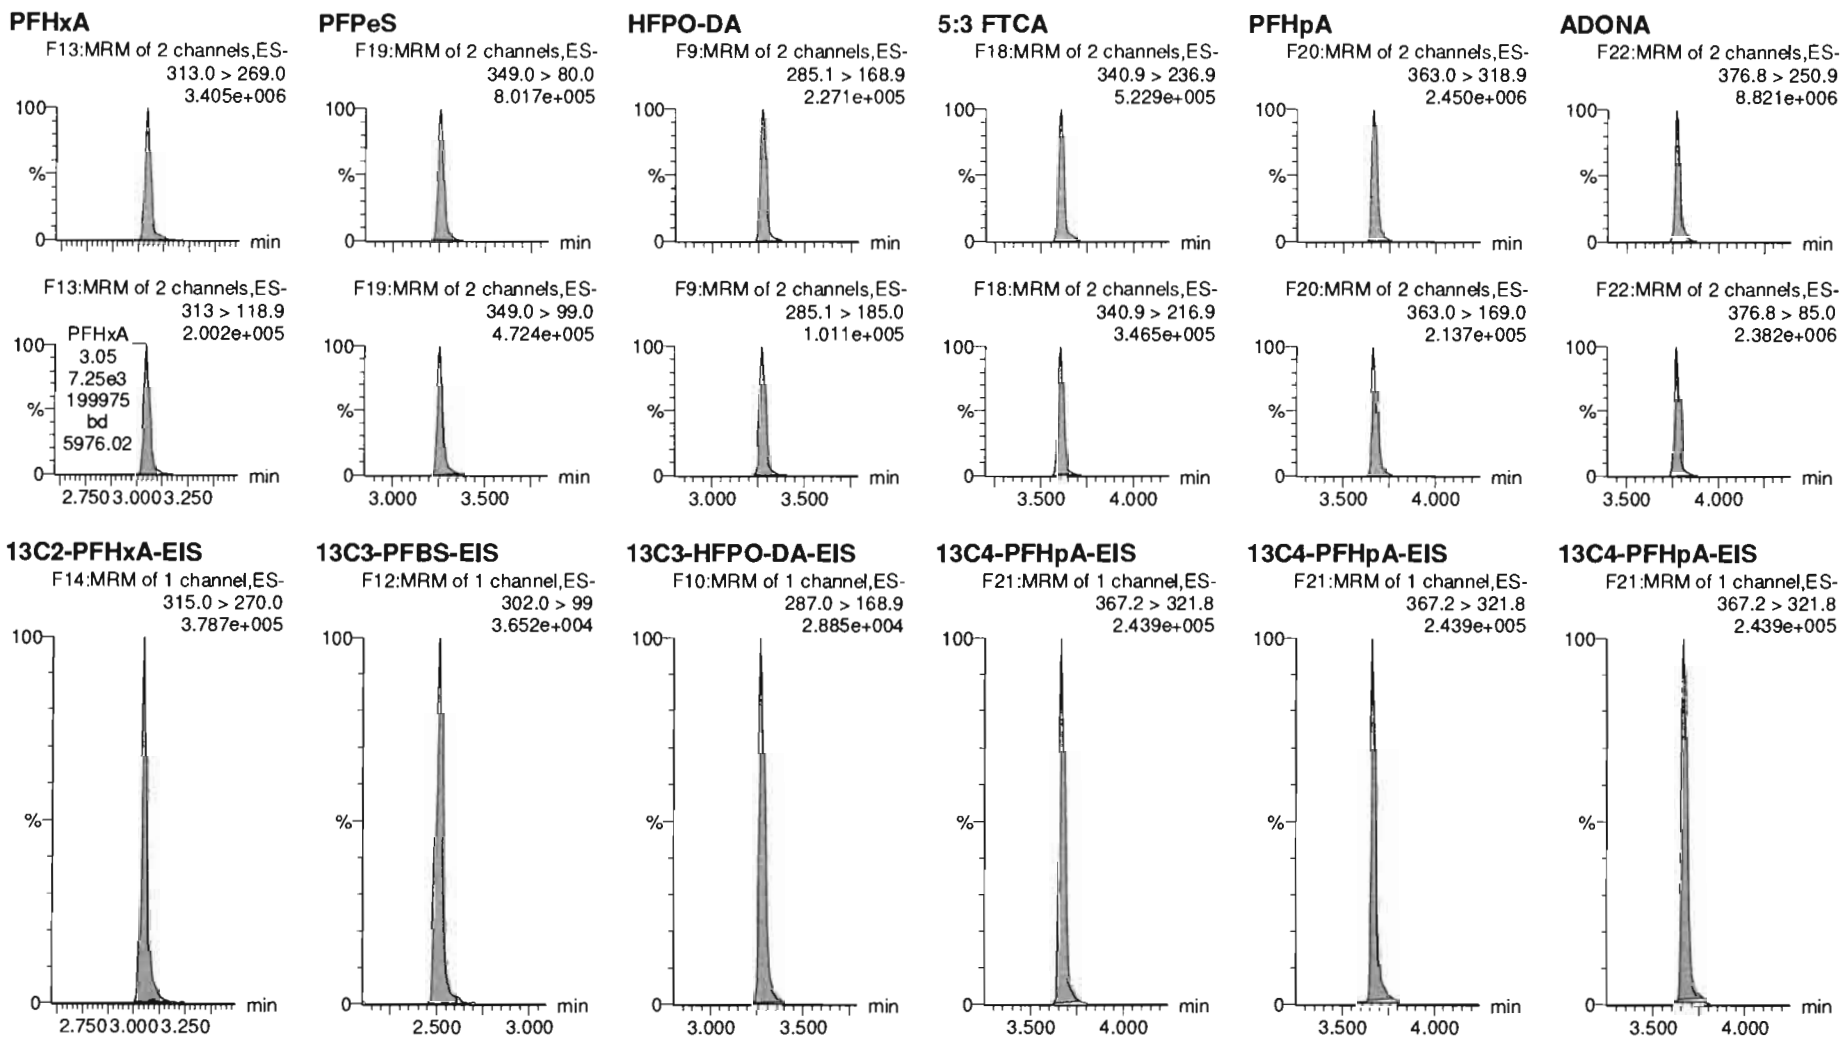 PFHxA
F13:MRM of 2 channels,ES-
313.0 > 269.0
3.405e+006
100
%
0
min
F13:MRM of 2 channels,ES-
313 > 118.9
2.002e+005
PFHxA
3.05
7.25e3
199975
bd
5976.02
100
%
0
min
2.750 3.000 3.250
PFPeS
F19:MRM of 2 channels,ES-
349.0 > 80.0
8.017e+005
100
%
0
min
F19:MRM of 2 channels,ES-
349.0 > 99.0
4.724e+005
100
%
0
min
3.000 3.500
HFPO-DA
F9:MRM of 2 channels,ES-
285.1 > 168.9
2.271e+005
100
%
0
min
F9:MRM of 2 channels,ES-
285.1 > 185.0
1.011e+005
100
%
0
min
3.000 3.500
5:3 FTCA
F18:MRM of 2 channels,ES-
340.9 > 236.9
5.229e+005
100
%
0
min
F18:MRM of 2 channels,ES-
340.9 > 216.9
3.465e+005
100
%
0
min
3.500 4.000
PFHpA
F20:MRM of 2 channels,ES-
363.0 > 318.9
2.450e+006
100
%
0
min
F20:MRM of 2 channels,ES-
363.0 > 169.0
2.137e+005
100
%
0
min
3.500 4.000
ADONA
F22:MRM of 2 channels,ES-
376.8 > 250.9
8.821e+006
100
%
0
min
F22:MRM of 2 channels,ES-
376.8 > 85.0
2.382e+006
100
%
0
min
3.500 4.000
13C2-PFHxA-EIS
F14:MRM of 1 channel,ES-
315.0 > 270.0
3.787e+005
100
%
0
min
2.750 3.000 3.250
13C3-PFBS-EIS
F12:MRM of 1 channel,ES-
302.0 > 99
3.652e+004
100
%
0
min
2.500 3.000
13C3-HFPO-DA-EIS
F10:MRM of 1 channel,ES-
287.0 > 168.9
2.885e+004
100
%
0
min
3.000 3.500
13C4-PFHpA-EIS
F21:MRM of 1 channel,ES-
367.2 > 321.8
2.439e+005
100
%
0
min
3.500 4.000
13C4-PFHpA-EIS
F21:MRM of 1 channel,ES-
367.2 > 321.8
2.439e+005
100
%
0
min
3.500 4.000
13C4-PFHpA-EIS
F21:MRM of 1 channel,ES-
367.2 > 321.8
2.439e+005
100
%
0
min
3.500 4.000